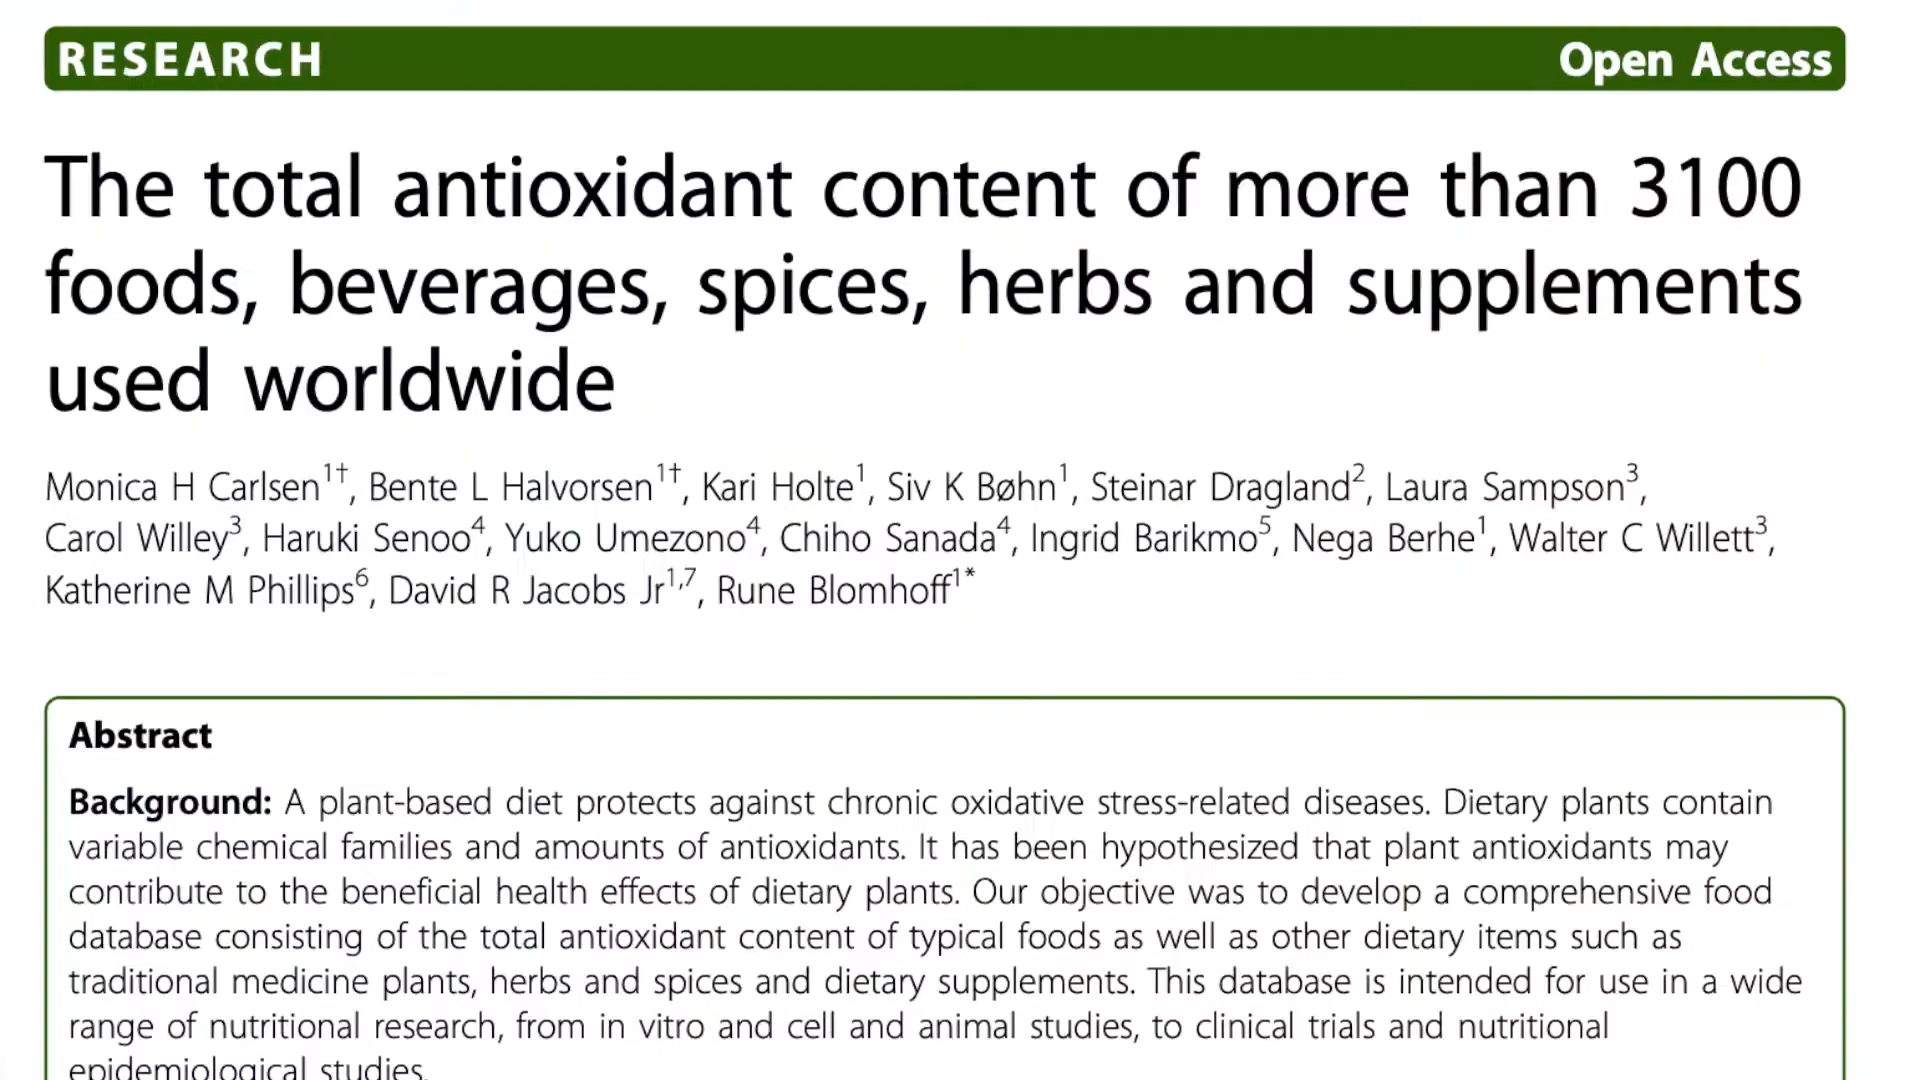 RESEARCH Open Access
The total antioxidant content of more than 3100
foods, beverages, spices, herbs and supplements
used worldwide
Monica H Carlsen1†, Bente L Halvorsen1†, Kari Holte1, Siv K Bøhn1, Steinar Dragland2, Laura Sampson3,
Carol Willey3, Haruki Senoo4, Yuko Umezono4, Chiho Sanada4, Ingrid Barikmo5, Nega Berhe1, Walter C Willett3,
Katherine M Phillips6, David R Jacobs Jr1,7, Rune Blomhoff1*
Abstract
Background: A plant-based diet protects against chronic oxidative stress-related diseases. Dietary plants contain
variable chemical families and amounts of antioxidants. It has been hypothesized that plant antioxidants may
contribute to the beneficial health effects of dietary plants. Our objective was to develop a comprehensive food
database consisting of the total antioxidant content of typical foods as well as other dietary items such as
traditional medicine plants, herbs and spices and dietary supplements. This database is intended for use in a wide
range of nutritional research, from in vitro and cell and animal studies, to clinical trials and nutritional
epidemiological studies.